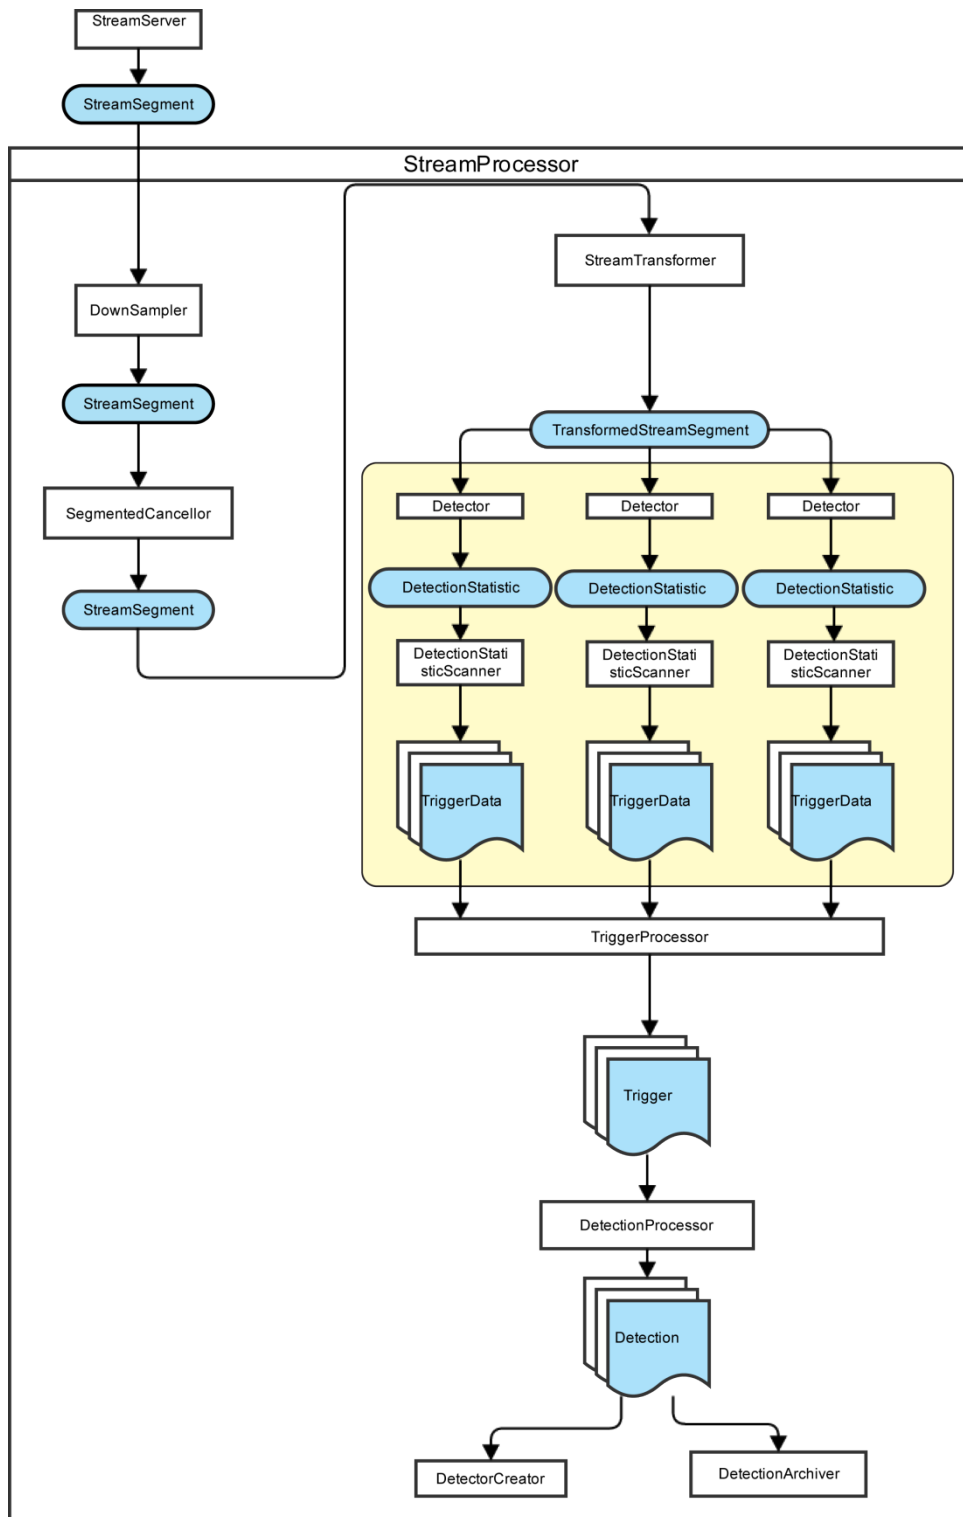 StreamServer
StreamSegment
StreamProcessor
StreamTransformer
DownSampler
StreamSegment
TransformedStreamSegment
SegmentedCancellor
Detector
Detector
Detector
StreamSegment
DetectionStatistic
DetectionStatistic
DetectionStatistic
DetectionStati
sticScanner
DetectionStati
sticScanner
DetectionStati
sticScanner
TriggerData
TriggerData
TriggerData
TriggerProcessor
Trigger
DetectionProcessor
Detection
DetectorCreator
DetectionArchiver